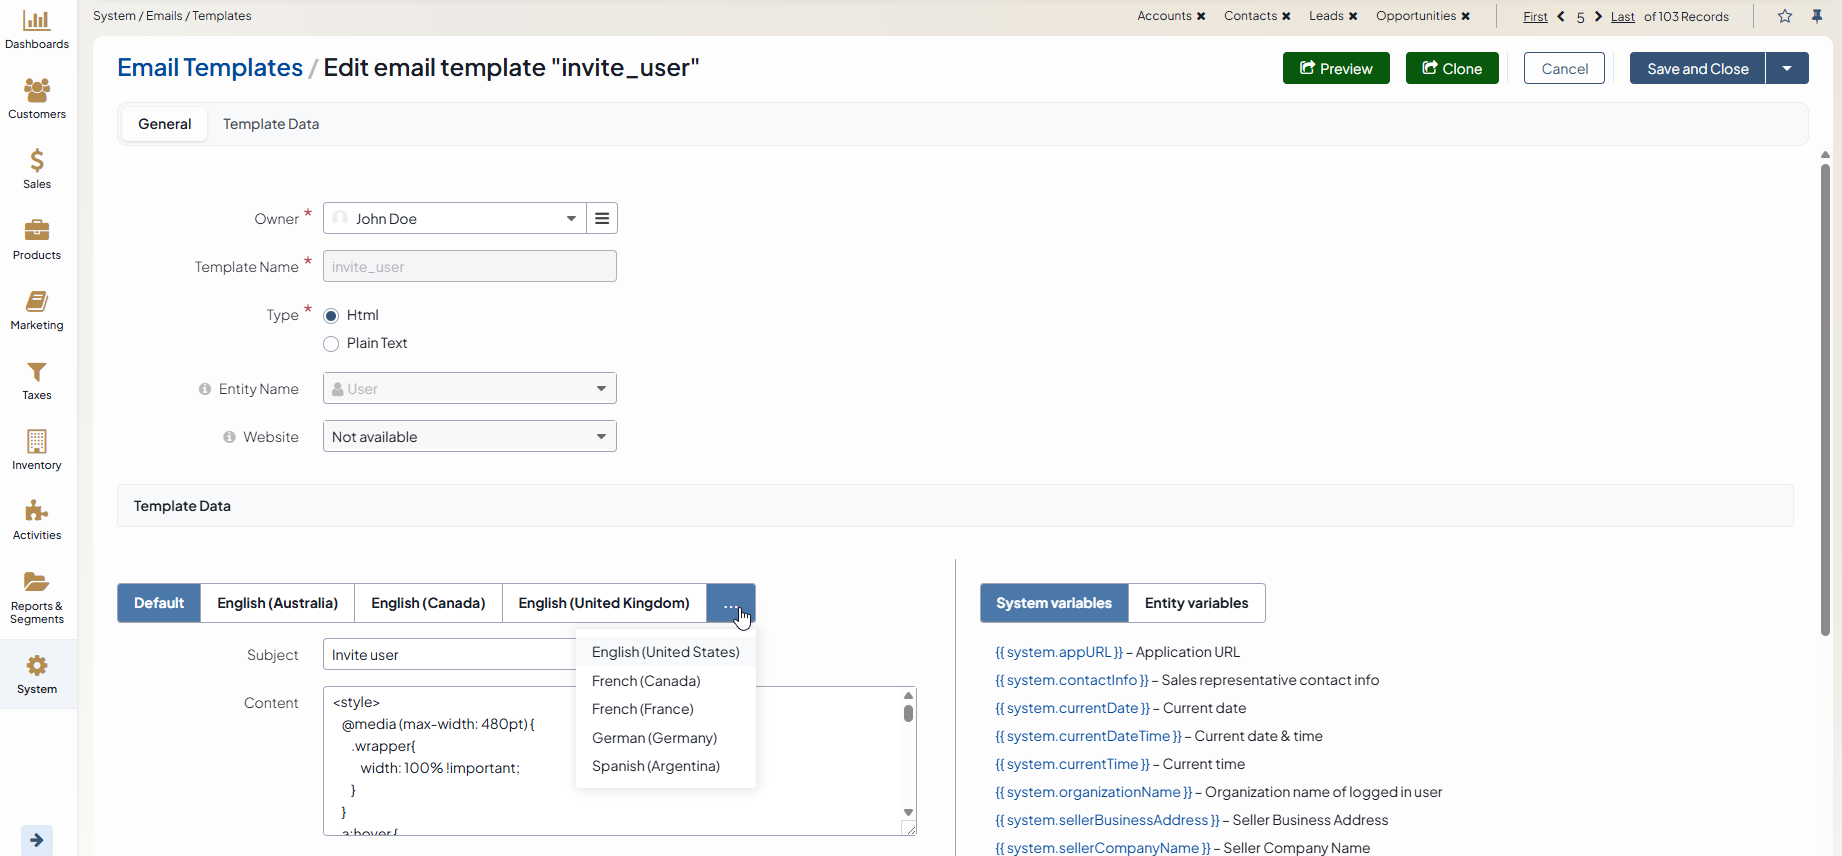 System / Emails / Templates
Accounts ✖ Contacts ✖ Leads ✖ Opportunities ✖
First 5 Last of 103 Records
Dashboards
Customers
Sales
Products
Marketing
Taxes
Inventory
Activities
Reports & Segments
System
Email Templates / Edit email template "invite_user"
Preview
Clone
Cancel
Save and Close
General
Template Data
Owner *
John Doe
Template Name *
invite_user
Type *
Html
Plain Text
Entity Name
User
Website
Not available
Template Data
Default
English (Australia)
English (Canada)
English (United Kingdom)
...
English (United States)
French (Canada)
French (France)
German (Germany)
Spanish (Argentina)
Subject
Invite user
Content
<style>
@media (max-width: 480pt) {
.wrapper{
width: 100% !important;
}
}
a:hover {
System variables
Entity variables
{{ system.appURL }} – Application URL
{{ system.contactInfo }} – Sales representative contact info
{{ system.currentDate }} – Current date
{{ system.currentDateTime }} – Current date & time
{{ system.currentTime }} – Current time
{{ system.organizationName }} – Organization name of logged in user
{{ system.sellerBusinessAddress }} – Seller Business Address
{{ system.sellerCompanyName }} – Seller Company Name